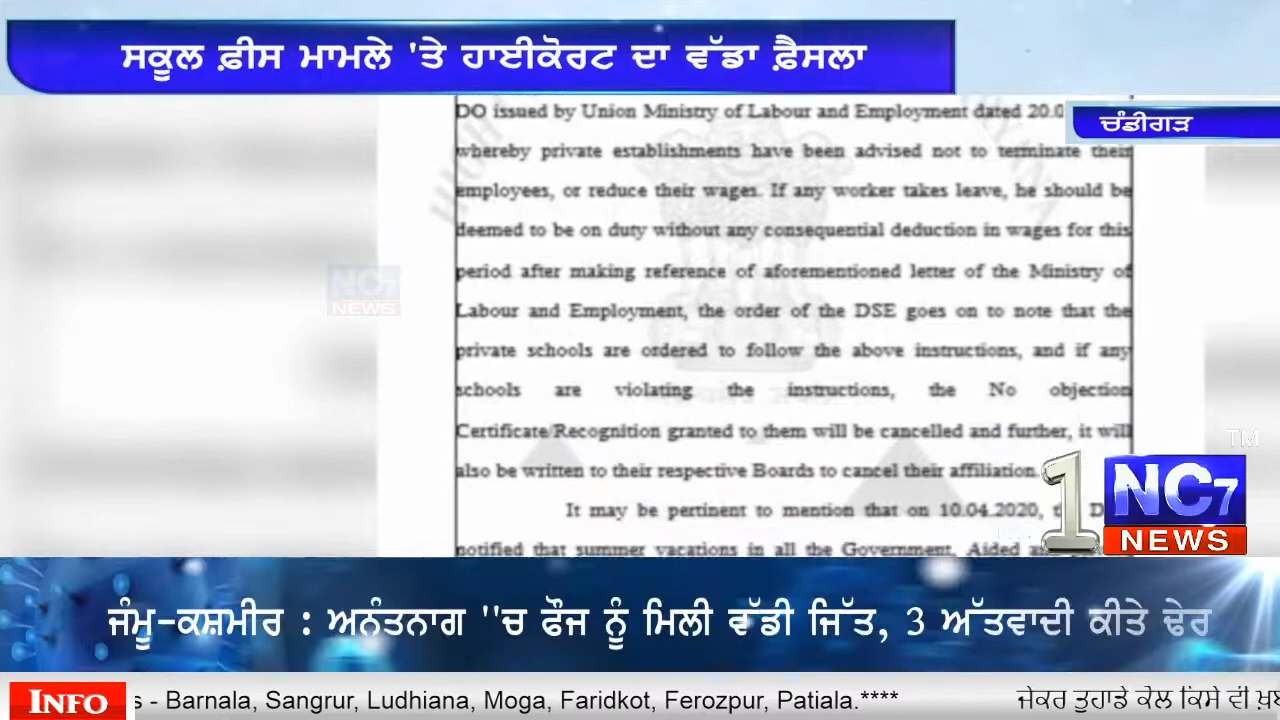 ਸਕੂਲ ਫ਼ੀਸ ਮਾਮਲੇ 'ਤੇ ਹਾਈਕੋਰਟ ਦਾ ਵੱਡਾ ਫ਼ੈਸਲਾ
ਚੰਡੀਗੜ
DO issued by Union Ministry of Labour and Employment dated
whereby private establishments have been advised not to terminate their
employees, or reduce their wages. If any worker takes leave, he should be
deemed to be on duty without any consequential deduction in wages for this
period after making reference of aforementioned letter of the Ministry of
Labour and Employment, the order of the DSE goes on to note that the
private schools are ordered to follow the above instructions, and if any
schools are violating the instructions, the No objection
Certificate/Recognition granted to them will be cancelled and further, it will
also be written to their respective Boards to cancel their affiliation.
It may be pertinent to mention that on 10.04.2020,
notified that summer vacations in all the Government, Aided
NC7
NEWS
TM
1 NC7
NEWS
ਜੰਮੂ-ਕਸ਼ਮੀਰ : ਅਨੰਤਨਾਗ ''ਚ ਫੌਜ ਨੂੰ ਮਿਲੀ ਵੱਡੀ ਜਿੱਤ, 3 ਅੱਤਵਾਦੀ ਕੀਤੇ ਢੇਰ
INFO
s - Barnala, Sangrur, Ludhiana, Moga, Faridkot, Ferozpur, Patiala.**** ਜੇਕਰ ਤੁਹਾਡੇ ਕੋਲ ਕਿਸੇ ਵੀ